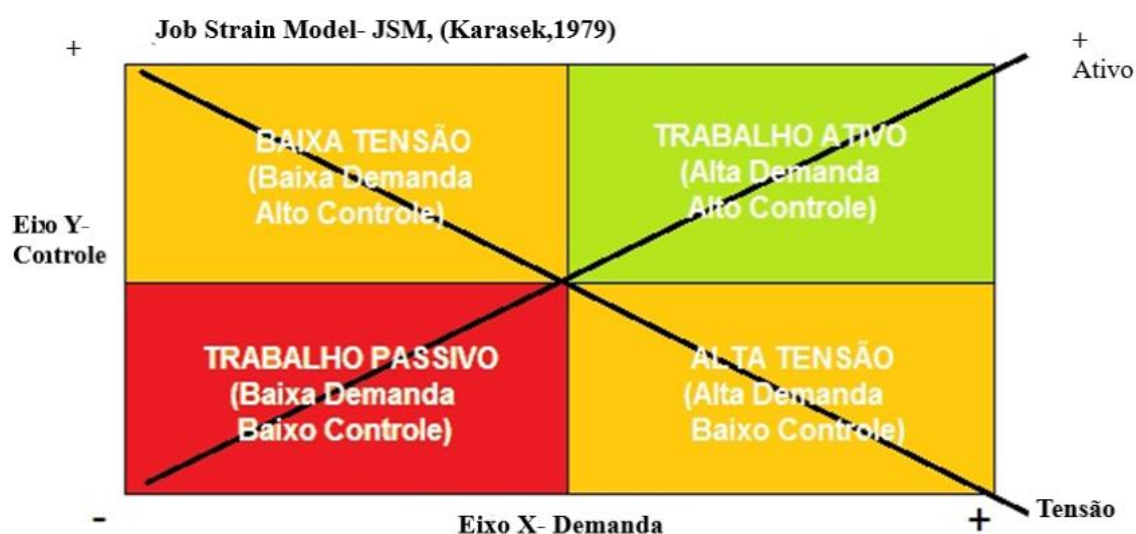 Job Strain Model- JSM, (Karasek,1979)
+
+
Ativo
BAIXA TENSÃO
(Baixa Demanda
Alto Controle)
TRABALHO ATIVO
(Alta Demanda
Alto Controle)
Eixo Y-
Controle
TRABALHO PASSIVO
(Baixa Demanda
Baixo Controle)
ALTA TENSÃO
(Alta Demanda
Baixo Controle)
-
Eixo X- Demanda
+
Tensão